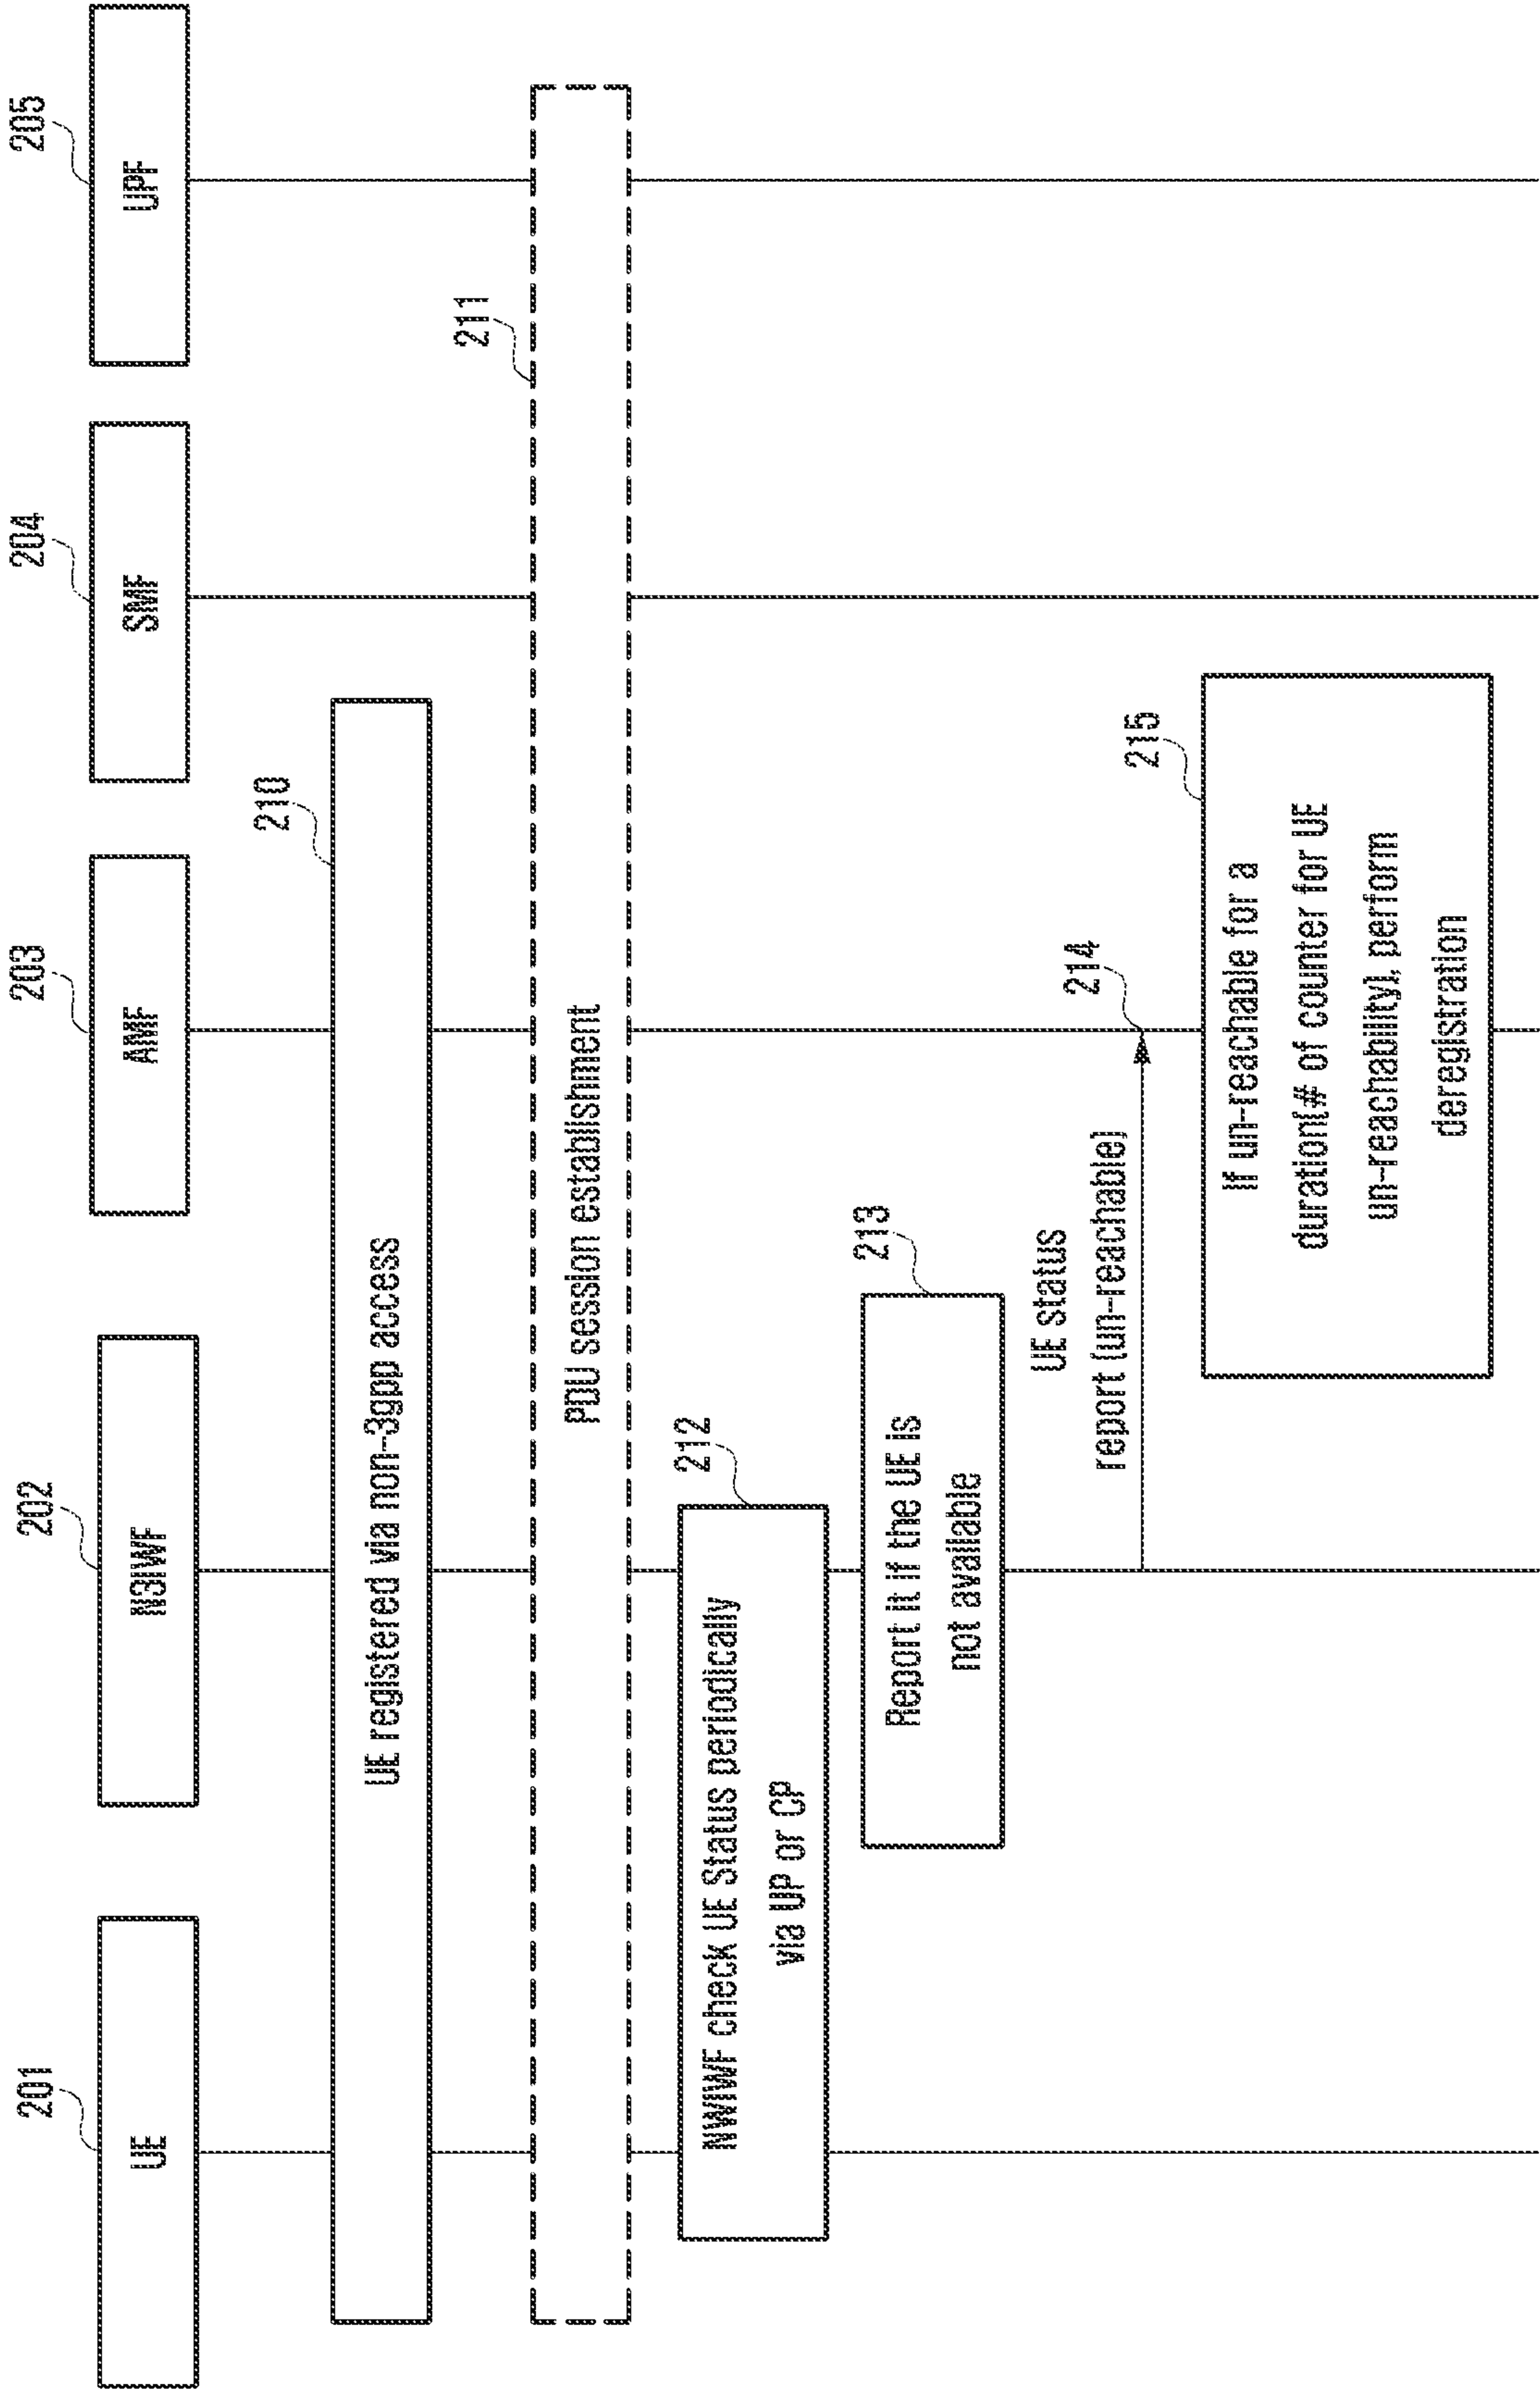 201
202
203
204
205
UE
N3IWF
AMF
SMF
UPF
210
UE registered via non-3gpp access
211
PDU session establishment
212
NWIWF check UE Status periodically
via UP or CP
213
Report it if the UE is
not available
UE status
report (un-reachable)
214
215
If un-reachable for a
duration(# of counter for UE
un-reachability), perform
deregistration